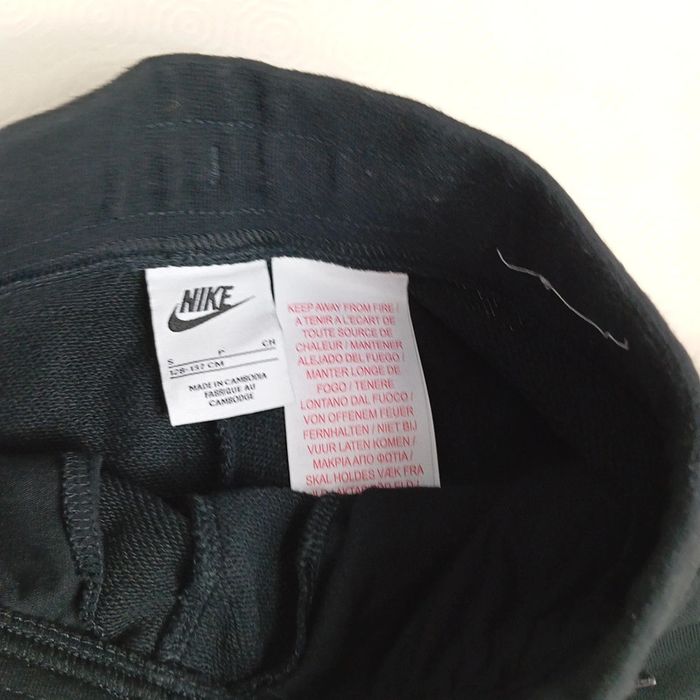 NIKE
S P CH
128-137 CM
MADE IN CAMBODIA
FABRIQUE AU
CAMBODGE
KEEP AWAY FROM FIRE /
A TENIR A L'ECART DE
TOUTE SOURCE DE
CHALEUR / MANTENER
ALEJADO DEL FUEGO /
MANTER LONGE DE
FOGO / TENERE
LONTANO DAL FUOCO /
VON OFFENEM FEUER
FERNHALTEN / NIET BIJ
VUUR LATEN KOMEN /
ΜΑΚΡΙΑ ΑΠΟ ΦΩΤΙΑ /
SKAL HOLDES VÆK FRA